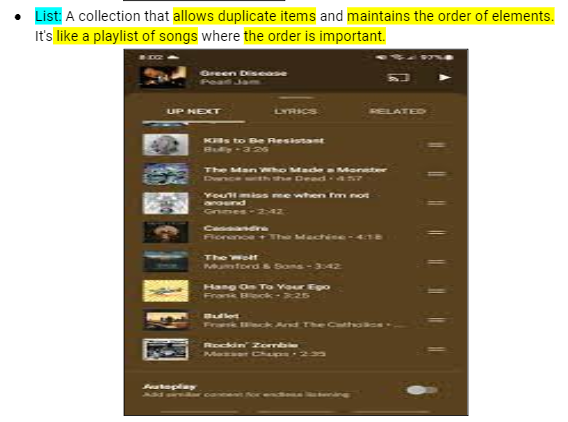 • List: A collection that allows duplicate items and maintains the order of elements.
It's like a playlist of songs where the order is important.
8:02
97%
Green Disease
Pearl Jam
UP NEXT LYRICS RELATED
Kills to Be Resistant
Bully • 3:26
The Man Who Made a Monster
Dance with the Dead • 4:57
You'll miss me when I'm not
around
Grimes • 2:42
Cassandra
Florence + The Machine • 4:18
The Wolf
Mumford & Sons • 3:42
Hang On To Your Ego
Frank Black • 3:25
Bullet
Frank Black And The Catholics • ...
Rockin' Zombie
Messer Chups • 2:35
Autoplay
Add similar content for endless listening